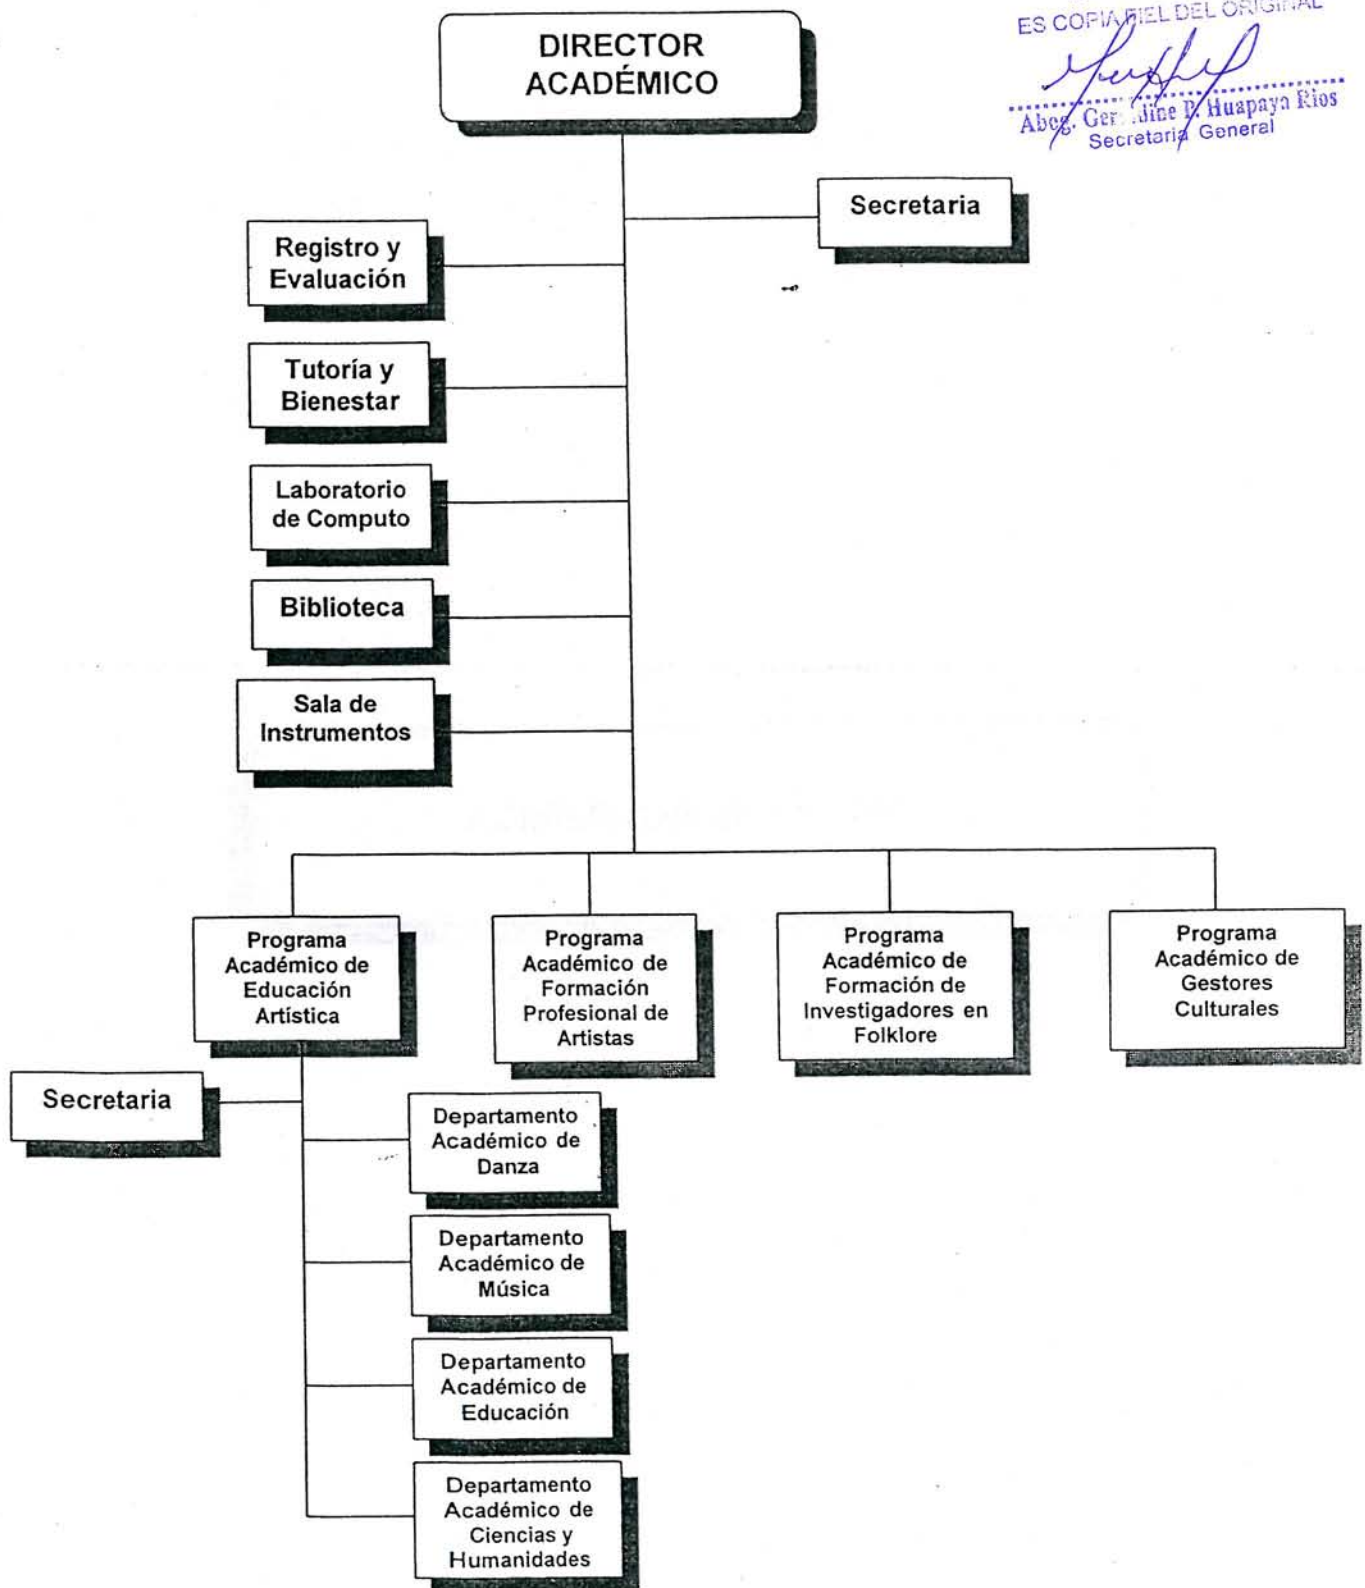 ES COPIA FIEL DEL ORIGINAL
Abog. P. Huapaya Rios
Secretaria General
DIRECTOR
ACADÉMICO
Secretaria
Registro y
Evaluación
Tutoría y
Bienestar
Laboratorio
de Computo
Biblioteca
Sala de
Instrumentos
Programa
Académico de
Educación
Artística
Programa
Académico de
Formación
Profesional de
Artistas
Programa
Académico de
Formación de
Investigadores en
Folklore
Programa
Académico de
Gestores
Culturales
Secretaria
Departamento
Académico de
Danza
Departamento
Académico de
Música
Departamento
Académico de
Educación
Departamento
Académico de
Ciencias y
Humanidades